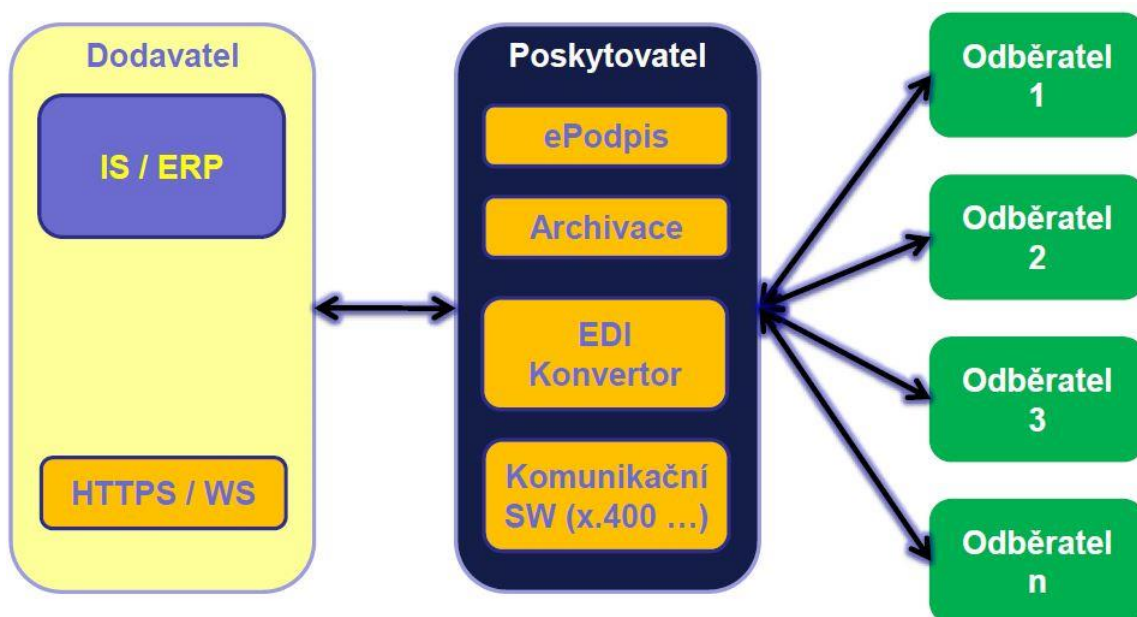 Dodavatel
IS / ERP
HTTPS / WS
Poskytovatel
ePodpis
Archivace
EDI
Konvertor
Komunikační
SW (x.400 ...)
Odběratel
1
Odběratel
2
Odběratel
3
Odběratel
n